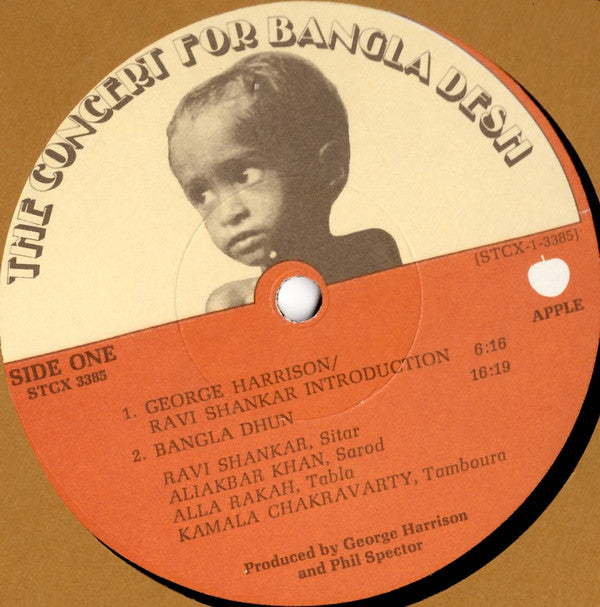 THE CONCERT FOR BANGLA DESH
(STCX-1-3385)
APPLE
SIDE ONE
STCX 3385
1. GEORGE HARRISON/
RAVI SHANKAR INTRODUCTION 6:16
2. BANGLA DHUN 16:19
RAVI SHANKAR, Sitar
ALIAKBAR KHAN, Sarod
ALLA RAKAH, Tabla
KAMALA CHAKRAVARTY, Tamboura
Produced by George Harrison
and Phil Spector